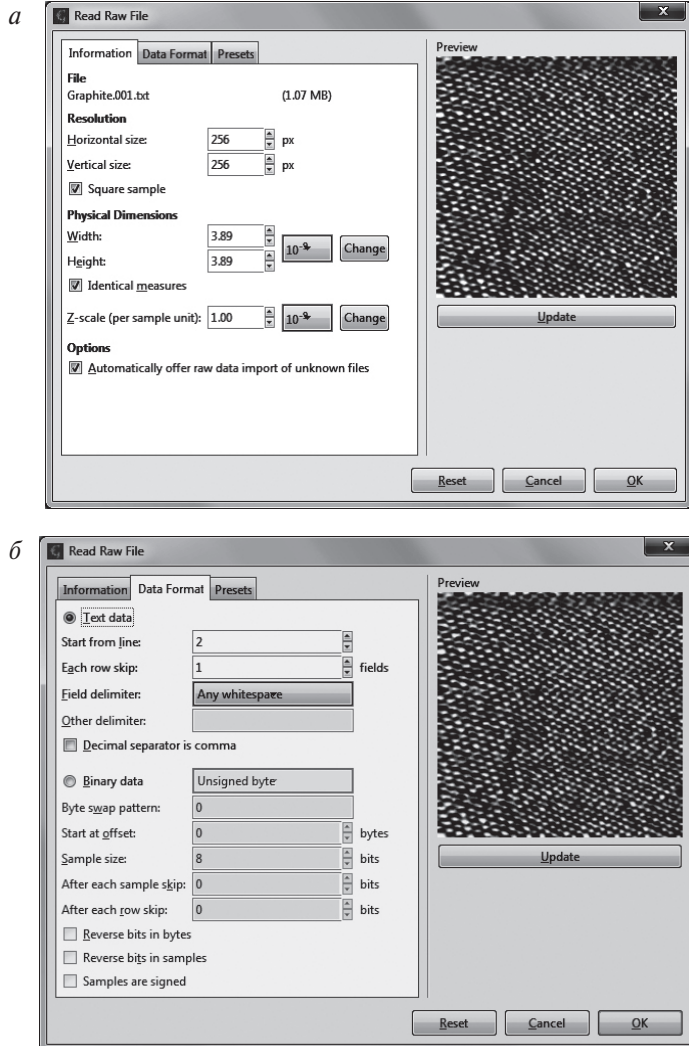 а
Read Raw File
x
Information Data Format Presets
File
Graphite.001.txt (1.07 MB)
Resolution
Horizontal size: 256 px
Vertical size: 256 px
Square sample
Physical Dimensions
Width: 3.89
10⁻⁹ Change
Height: 3.89
Identical measures
Z-scale (per sample unit): 1.00 10⁻⁹ Change
Options
Automatically offer raw data import of unknown files
Preview
Update
Reset Cancel OK
б
Read Raw File
x
Information Data Format Presets
Text data
Start from line: 2
Each row skip: 1 fields
Field delimiter: Any whitespace
Other delimiter:
Decimal separator is comma
Binary data Unsigned byte
Byte swap pattern: 0
Start at offset: 0 bytes
Sample size: 8 bits
After each sample skip: 0 bits
After each row skip: 0 bits
Reverse bits in bytes
Reverse bits in samples
Samples are signed
Preview
Update
Reset Cancel OK